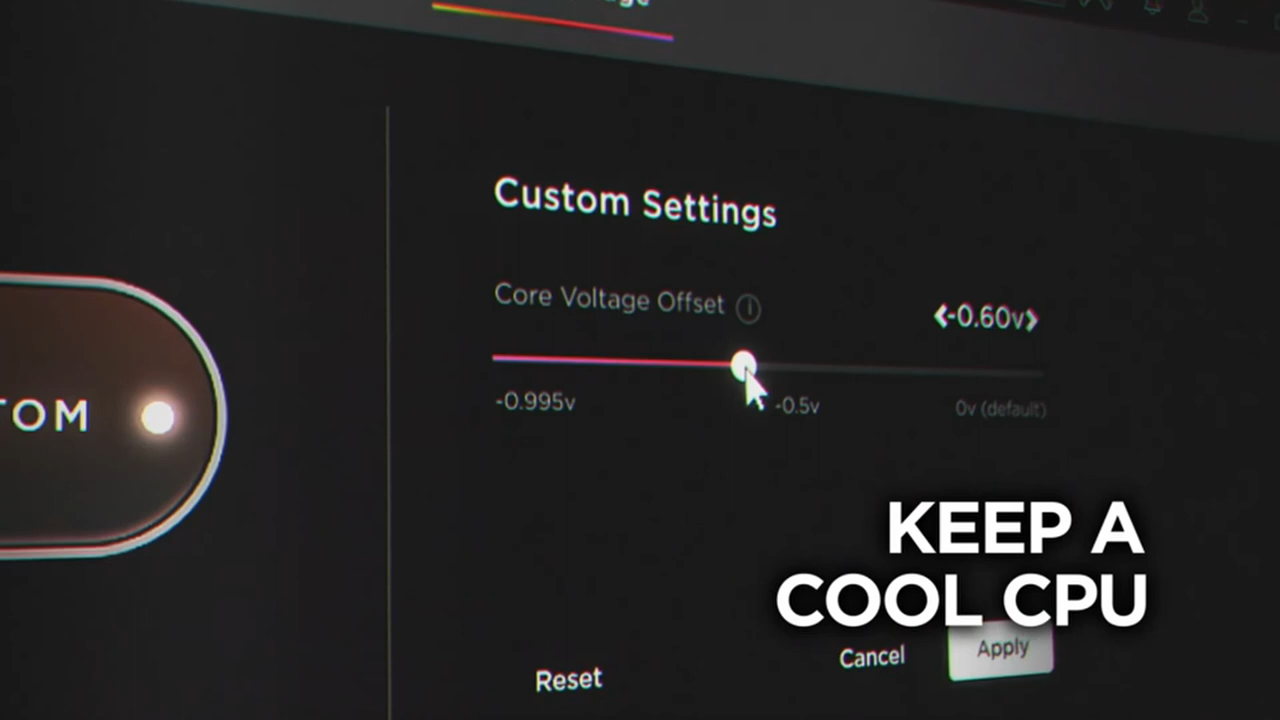 Custom Settings
Core Voltage Offset
-0.60v
-0.995v
-0.5v
0v (default)
TOM
KEEP A
COOL CPU
Reset
Cancel
Apply